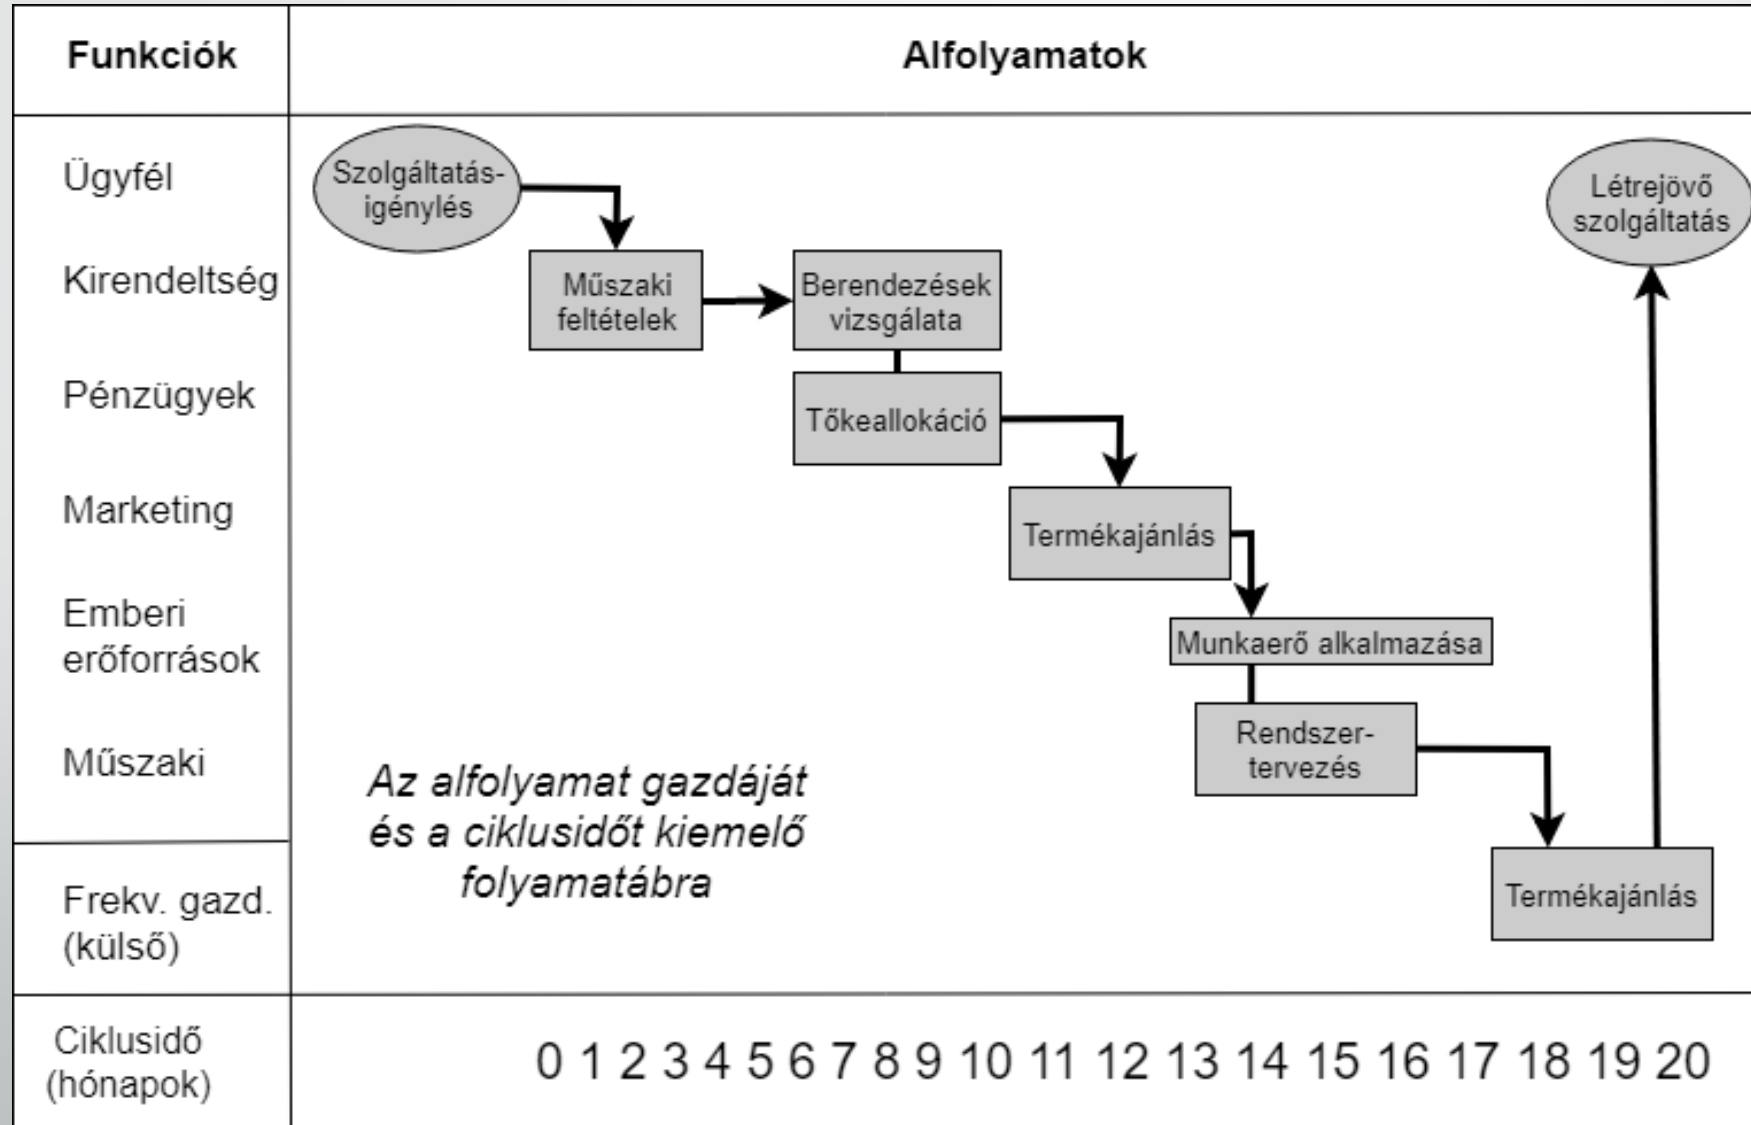 Funkciók
Alfolyamatok
Ügyfél
Szolgáltatás-
igénylés
Létrejövő
szolgáltatás
Kirendeltség
Műszaki
feltételek
Berendezések
vizsgálata
Pénzügyek
Tőkeallokáció
Marketing
Termékajánlás
Emberi
erőforrások
Munkaerő alkalmazása
Műszaki
Rendszer-
tervezés
Az alfolyamat gazdáját
és a ciklusidőt kiemelő
folyamatábra
Frekv. gazd.
(külső)
Termékajánlás
Ciklusidő
(hónapok)
0 1 2 3 4 5 6 7 8 9 10 11 12 13 14 15 16 17 18 19 20